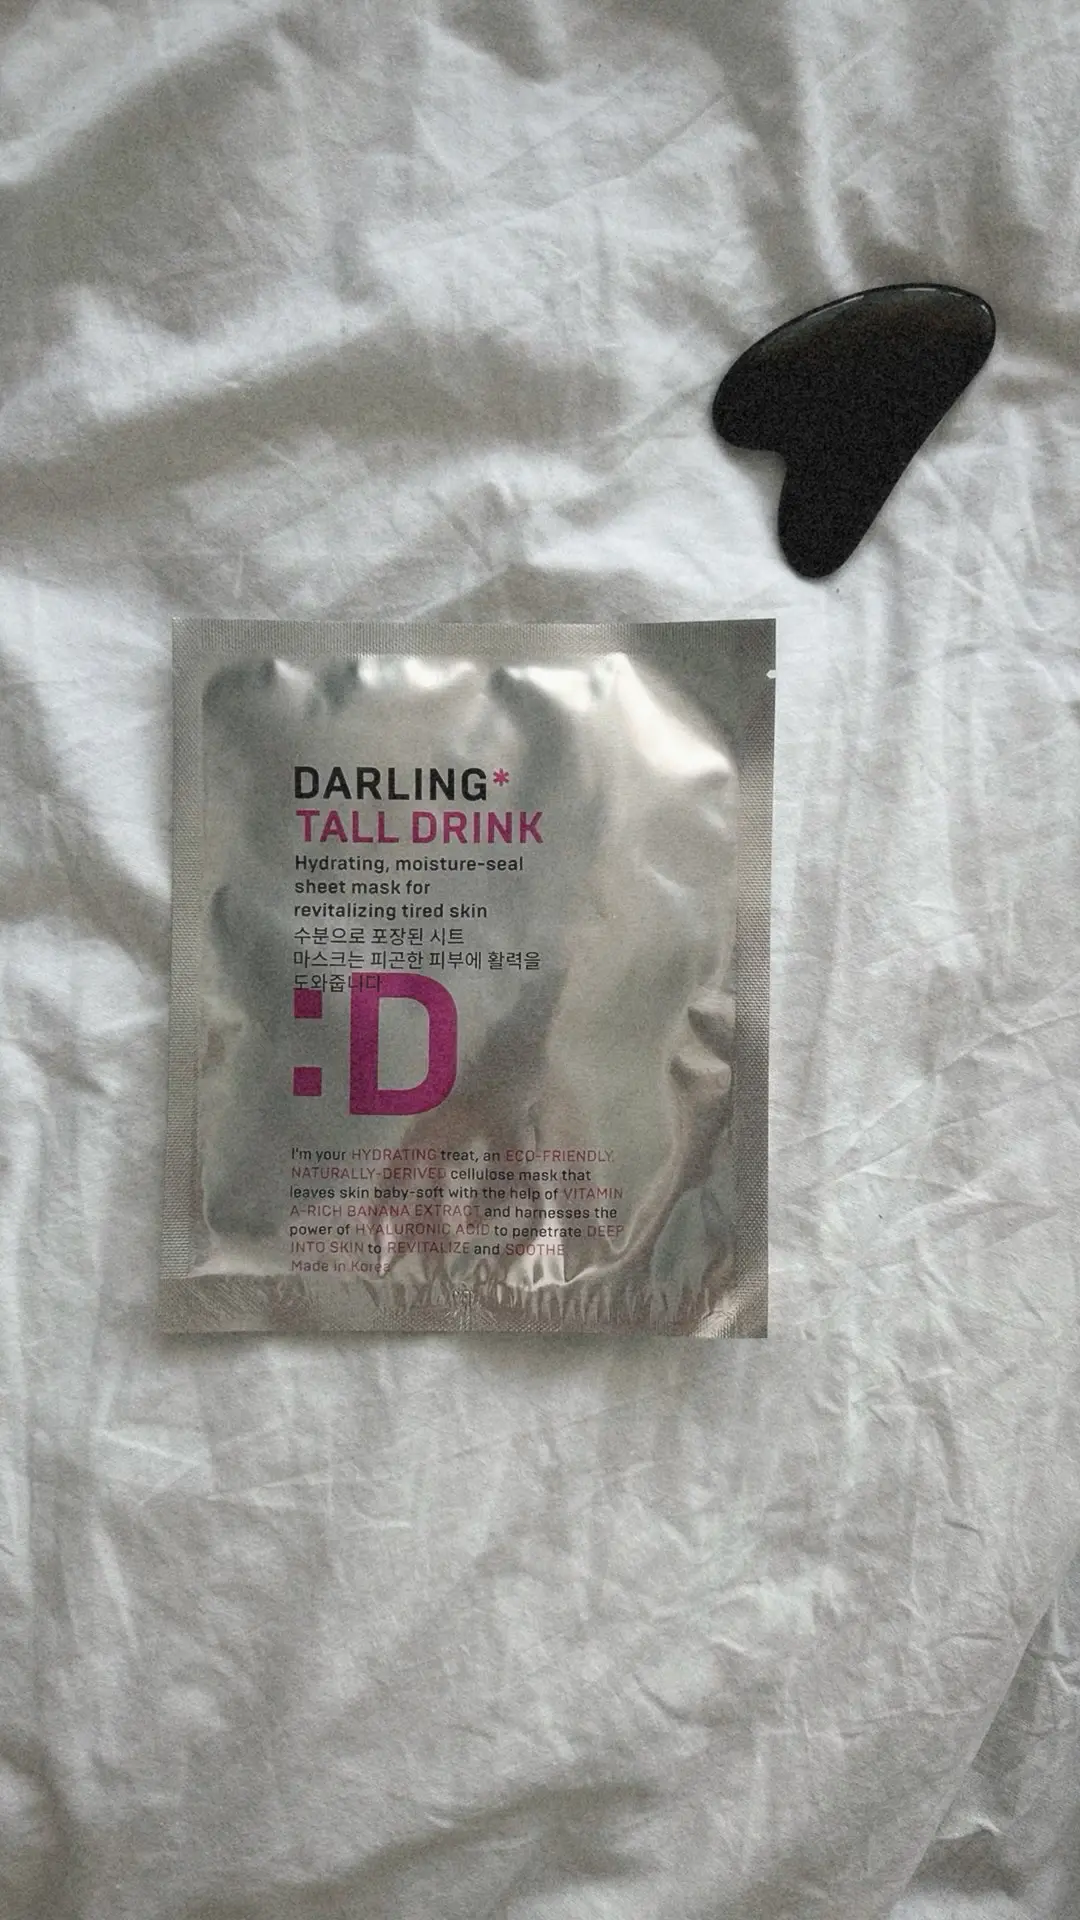 DARLING*
TALL DRINK
Hydrating, moisture-seal
sheet mask for
revitalizing tired skin
수분으로 포장된 시트
마스크는 피곤한 피부에 활력을
도와줍니다
:D
I'm your HYDRATING treat, an ECO-FRIENDLY,
NATURALLY-DERIVED cellulose mask that
leaves skin baby-soft with the help of VITAMIN
A-RICH BANANA EXTRACT and harnesses the
power of HYALURONIC ACID to penetrate DEEP
INTO SKIN to REVITALIZE and SOOTHE
Made in Korea